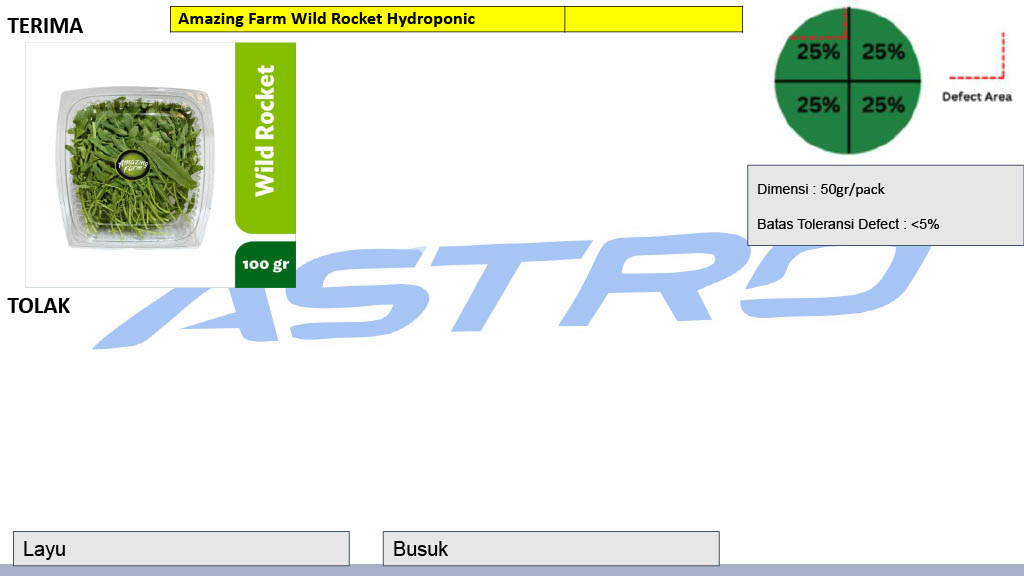 TERIMA
Amazing Farm Wild Rocket Hydroponic
25% 25%
25% 25%
Defect Area
Wild Rocket
Amazing Farm
100 gr
Dimensi : 50gr/pack
Batas Toleransi Defect : <5%
ASTRO
TOLAK
Layu
Busuk